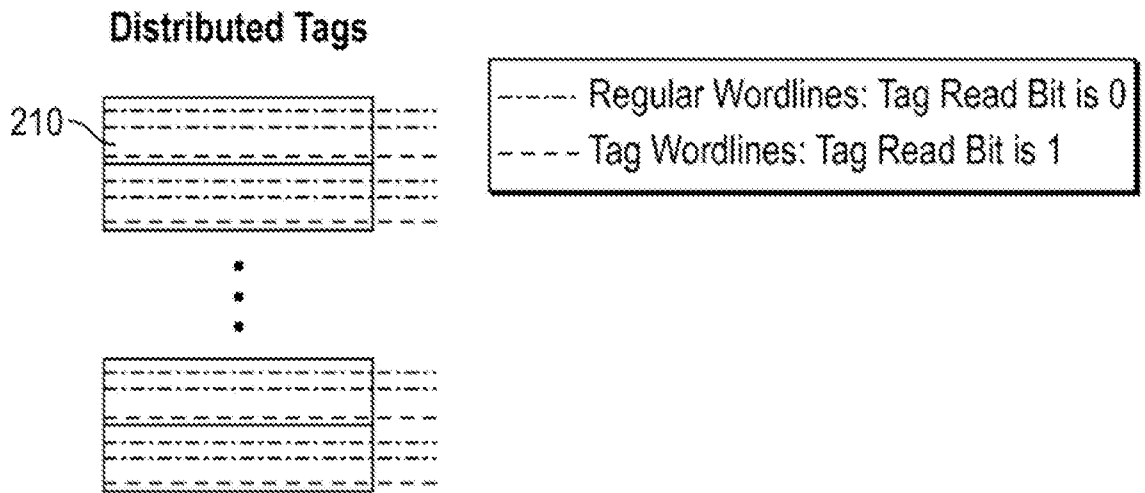 Distributed Tags
210
Regular Wordlines: Tag Read Bit is 0
Tag Wordlines: Tag Read Bit is 1